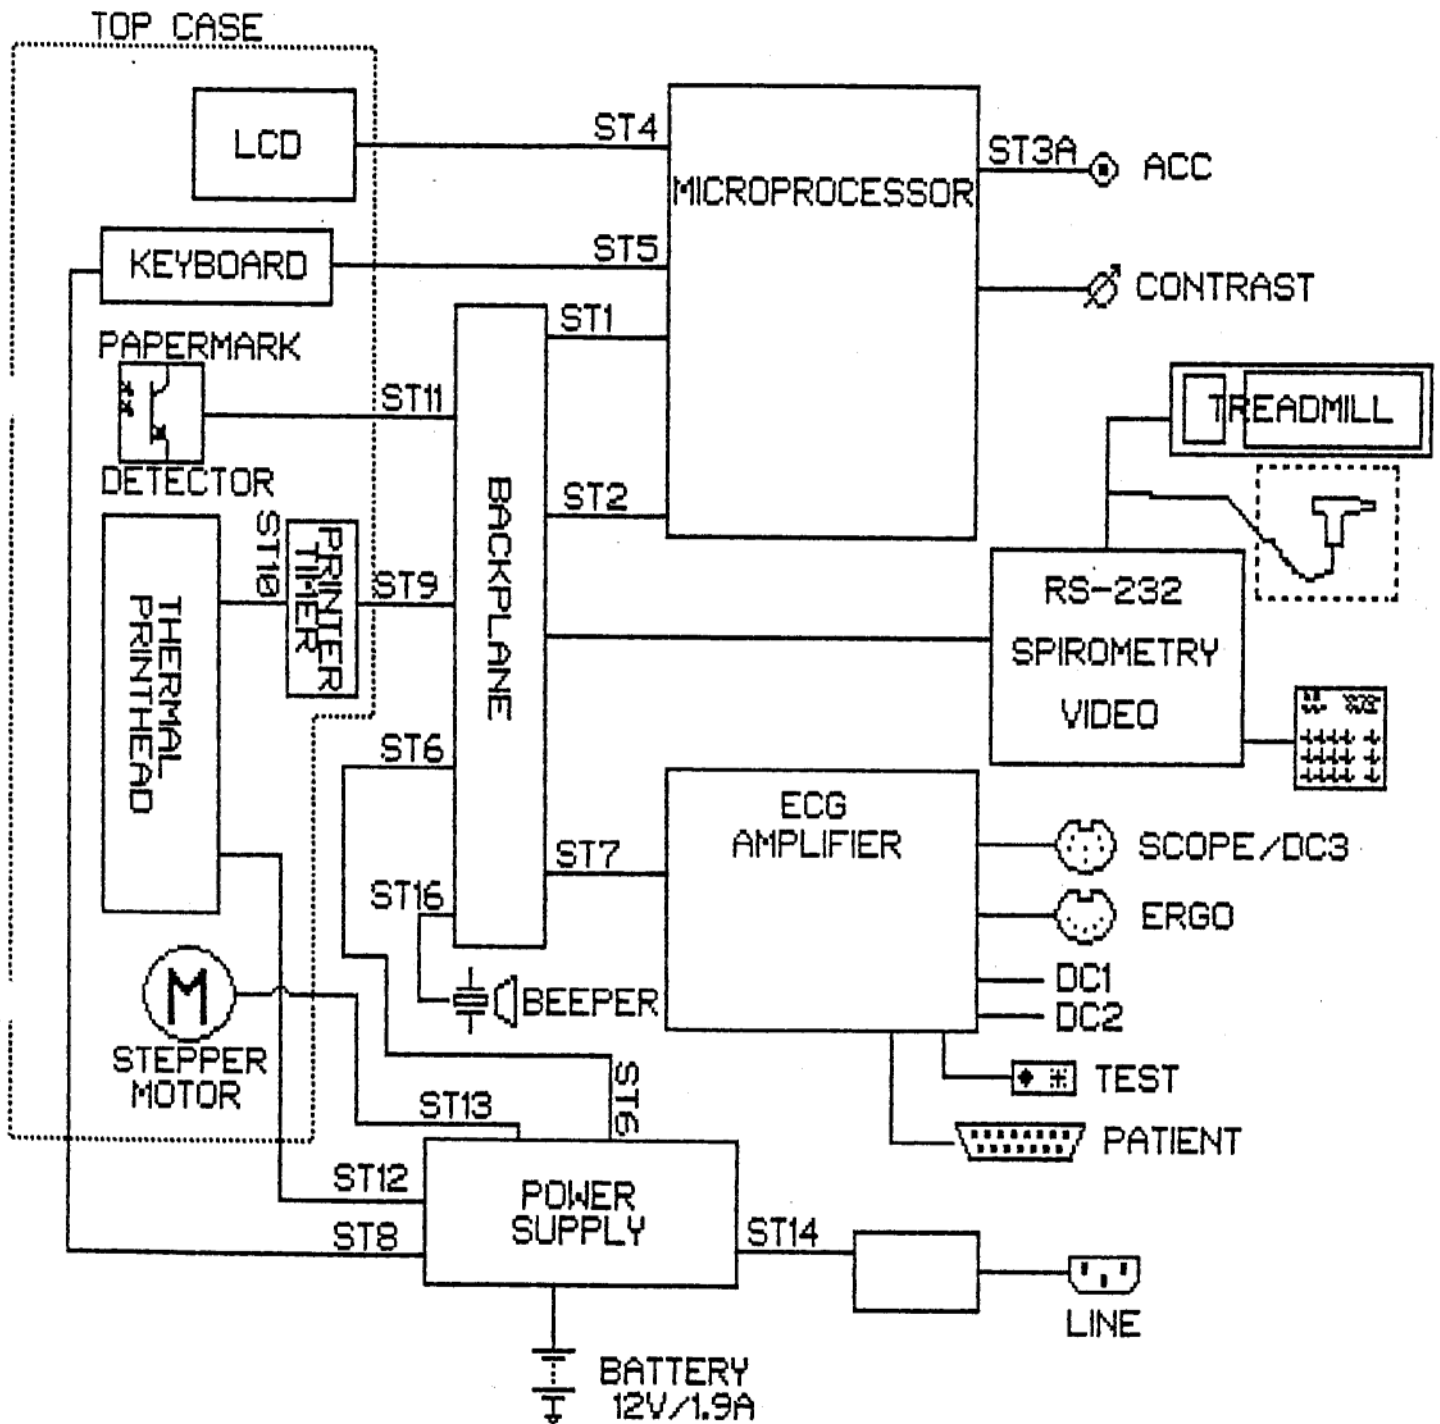 TOP CASE
LCD
ST4
MICROPROCESSOR
ST3A
ACC
KEYBOARD
ST5
CONTRAST
ST1
PAPERMARK
DETECTOR
ST11
TREADMILL
ST2
BACKPLANE
ST10
PRINTER
TIMER
ST9
THERMAL
PRINTHEAD
RS-232
SPIROMETRY
VIDEO
ST6
ECG
AMPLIFIER
ST7
SCOPE/DC3
ST16
ERGO
DC1
DC2
BEEPER
STEPPER
MOTOR
TEST
ST13
ST6
PATIENT
ST12
POWER
SUPPLY
ST8
ST14
LINE
BATTERY
12V/1.9A